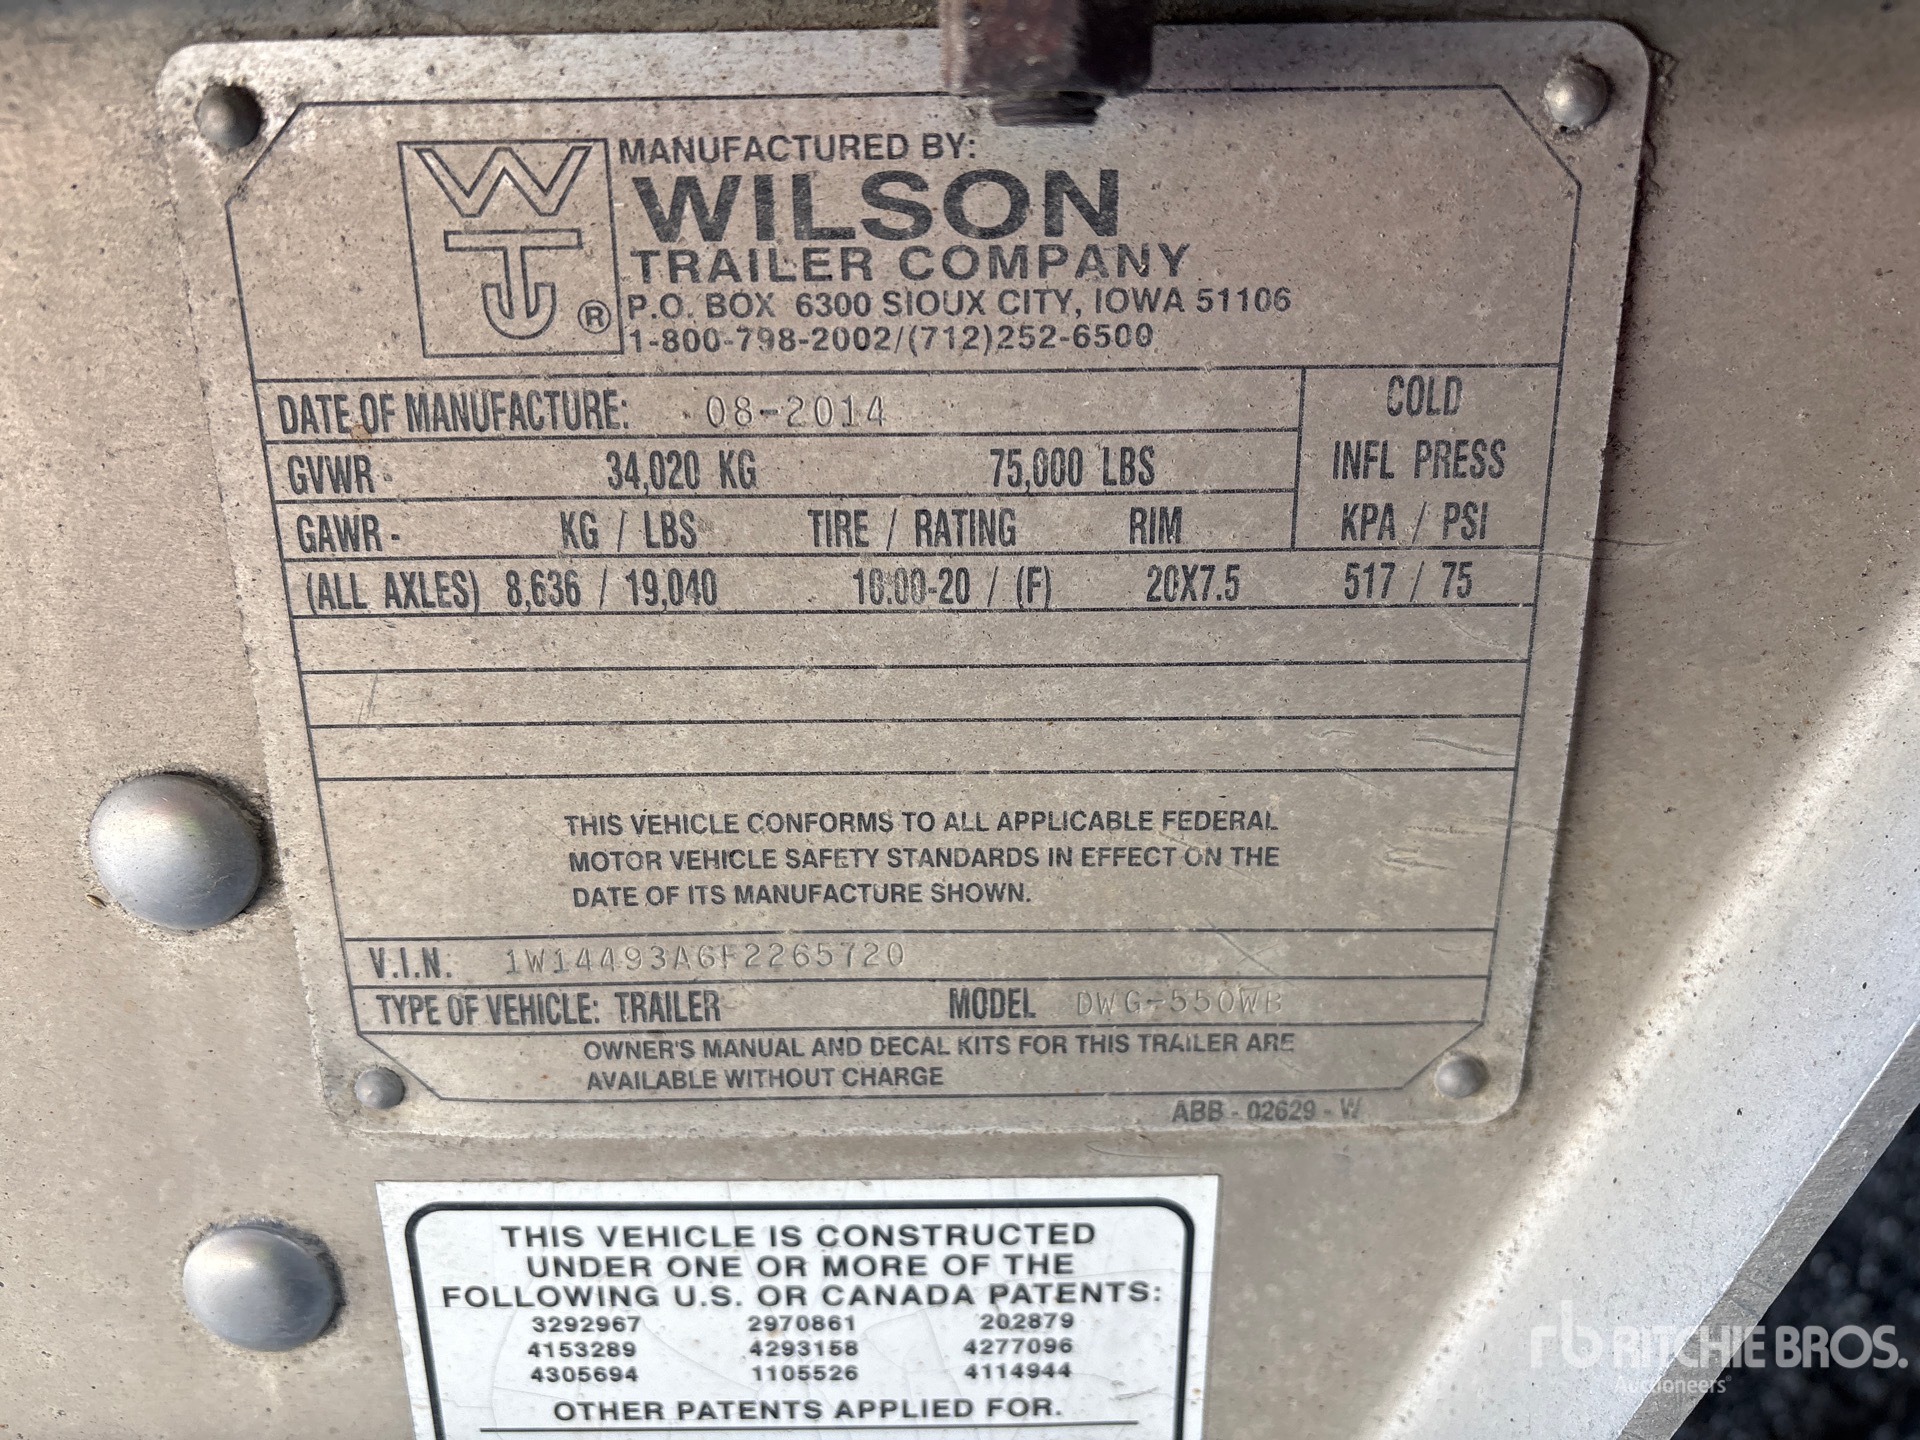 WTJ®
MANUFACTURED BY:
WILSON
TRAILER COMPANY
P.O. BOX 6300 SIOUX CITY, IOWA 51106
1-800-798-2002/(712)252-6500
DATE OF MANUFACTURE: 08-2014
COLD
INFL PRESS
KPA / PSI
GVWR- 34,020 KG 75,000 LBS
GAWR- KG / LBS TIRE / RATING RIM
(ALL AXLES) 8,636 / 19,040 10:00-20 / (F) 20X7.5 517 / 75
THIS VEHICLE CONFORMS TO ALL APPLICABLE FEDERAL
MOTOR VEHICLE SAFETY STANDARDS IN EFFECT ON THE
DATE OF ITS MANUFACTURE SHOWN.
V.I.N. 1W14493A6F2265720
TYPE OF VEHICLE: TRAILER MODEL DWG-550WB
OWNER'S MANUAL AND DECAL KITS FOR THIS TRAILER ARE
AVAILABLE WITHOUT CHARGE
ABB - 02629 - W
THIS VEHICLE IS CONSTRUCTED
UNDER ONE OR MORE OF THE
FOLLOWING U.S. OR CANADA PATENTS:
3292967 2970861 202879
4153289 4293158 4277096
4305694 1105526 4114944
OTHER PATENTS APPLIED FOR.
rb RITCHIE BROS.
Auctioneers